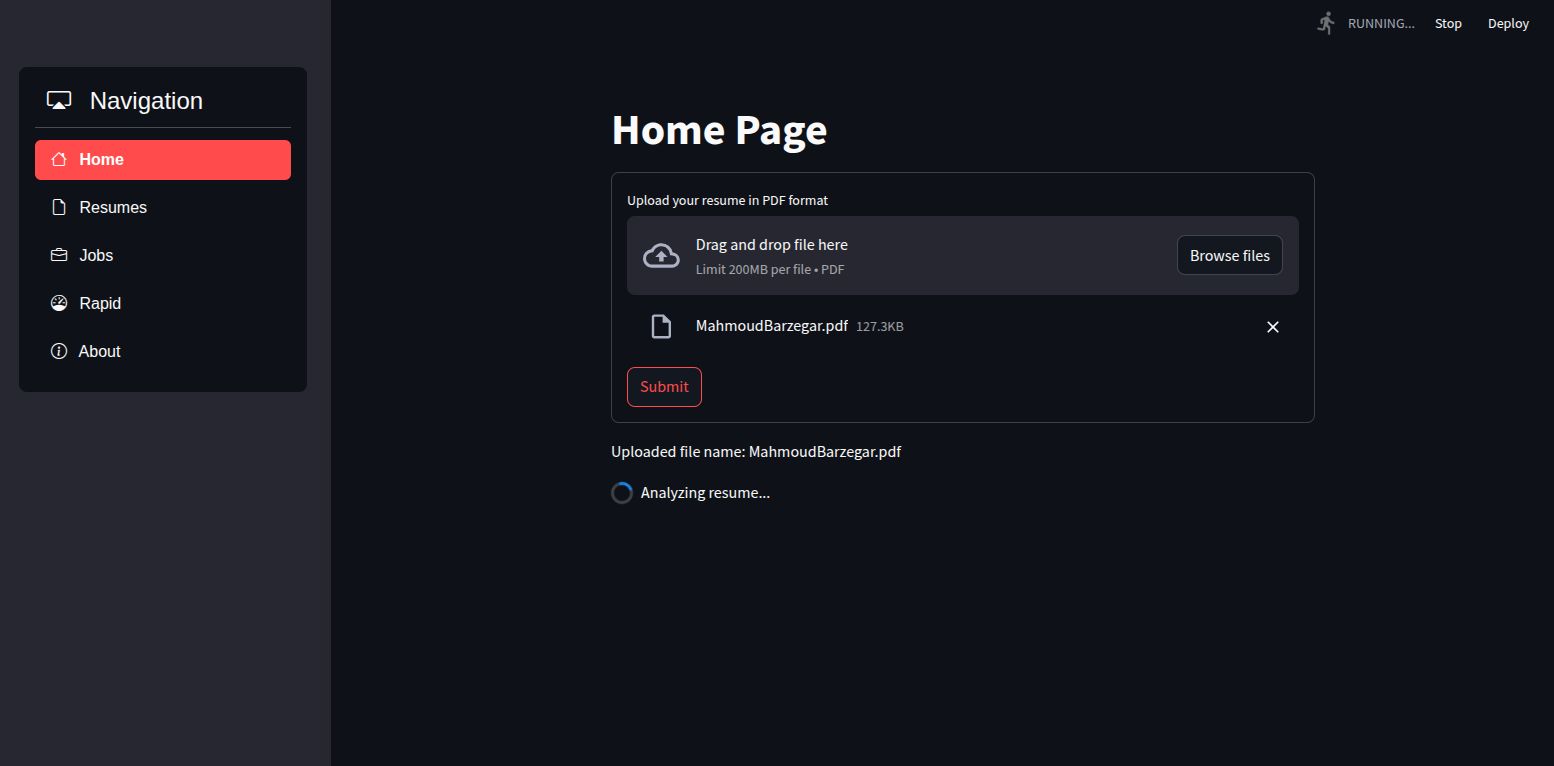 RUNNING... Stop Deploy
Navigation
Home
Resumes
Jobs
Rapid
About
Home Page
Upload your resume in PDF format
Drag and drop file here
Limit 200MB per file • PDF
Browse files
MahmoudBarzegar.pdf 127.3KB
Submit
Uploaded file name: MahmoudBarzegar.pdf
Analyzing resume...